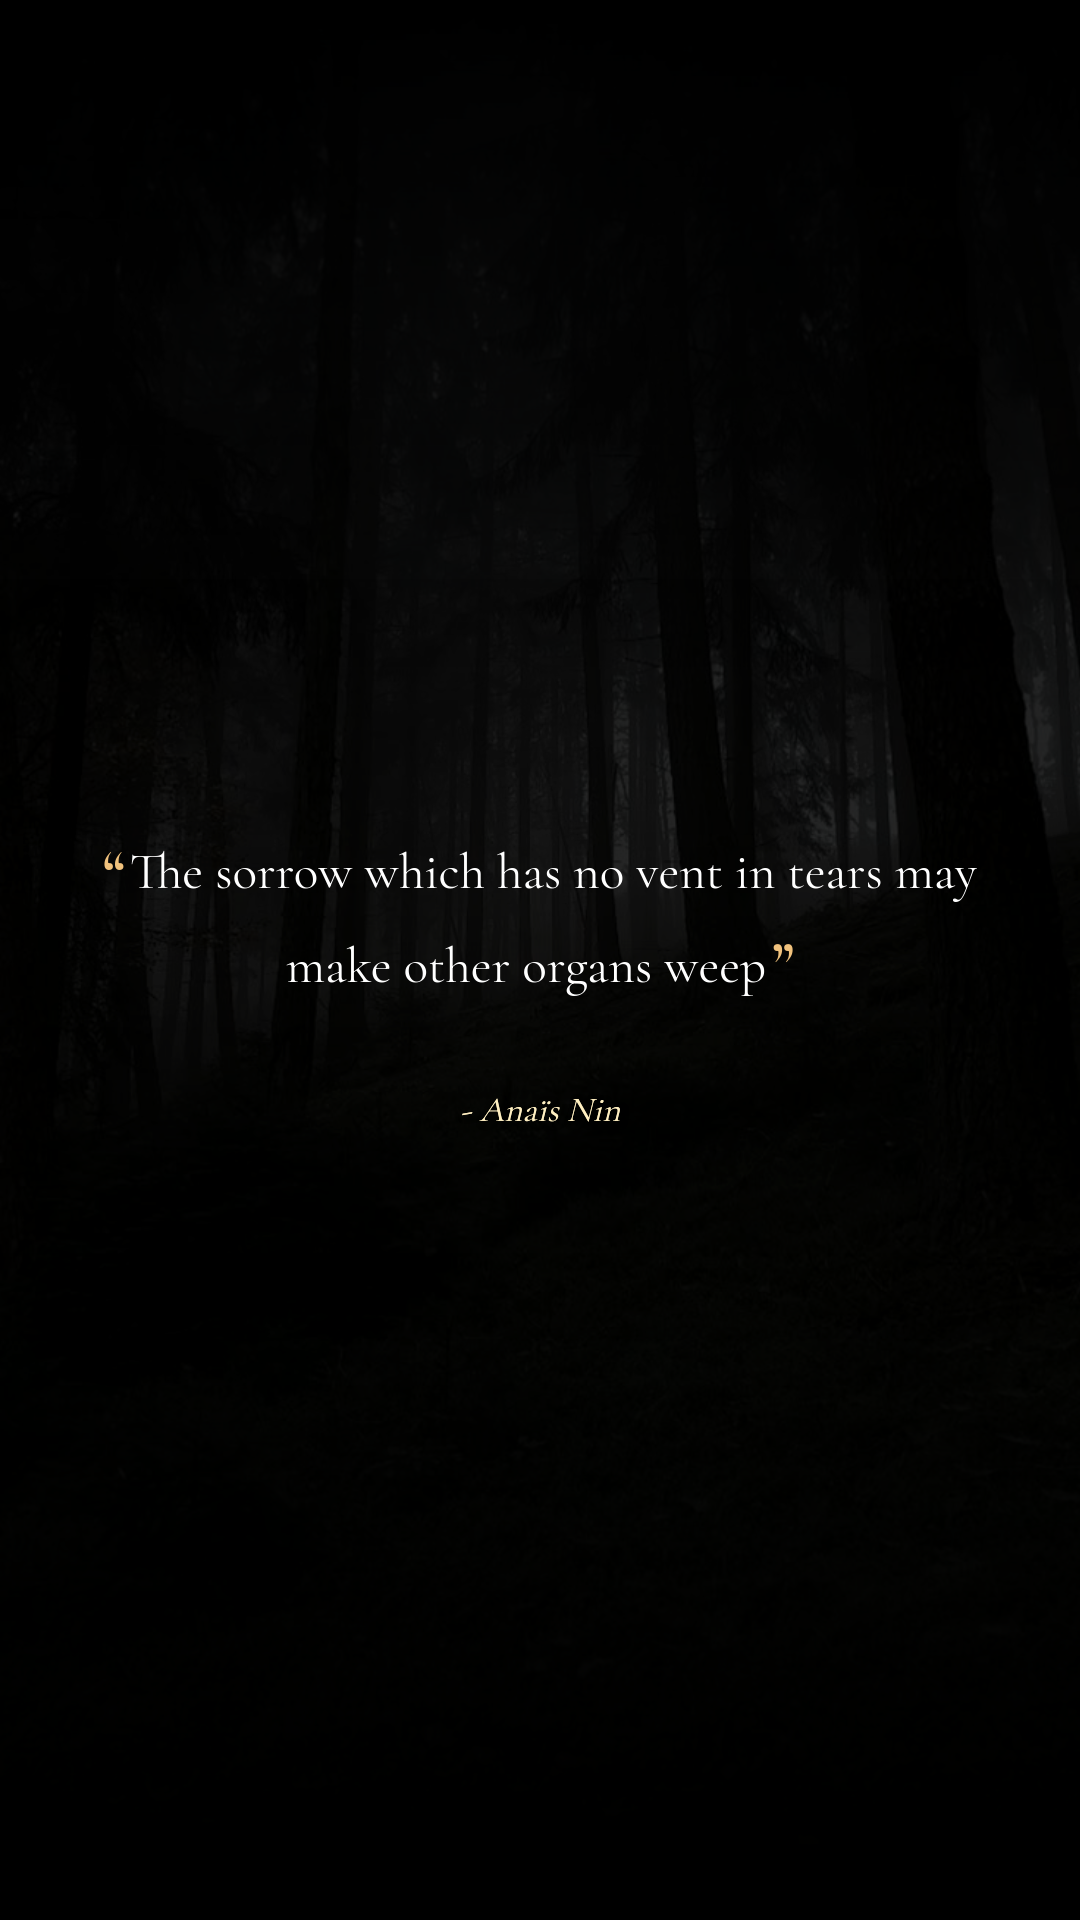 “The sorrow which has no vent in tears may
make other organs weep”
- Anaïs Nin